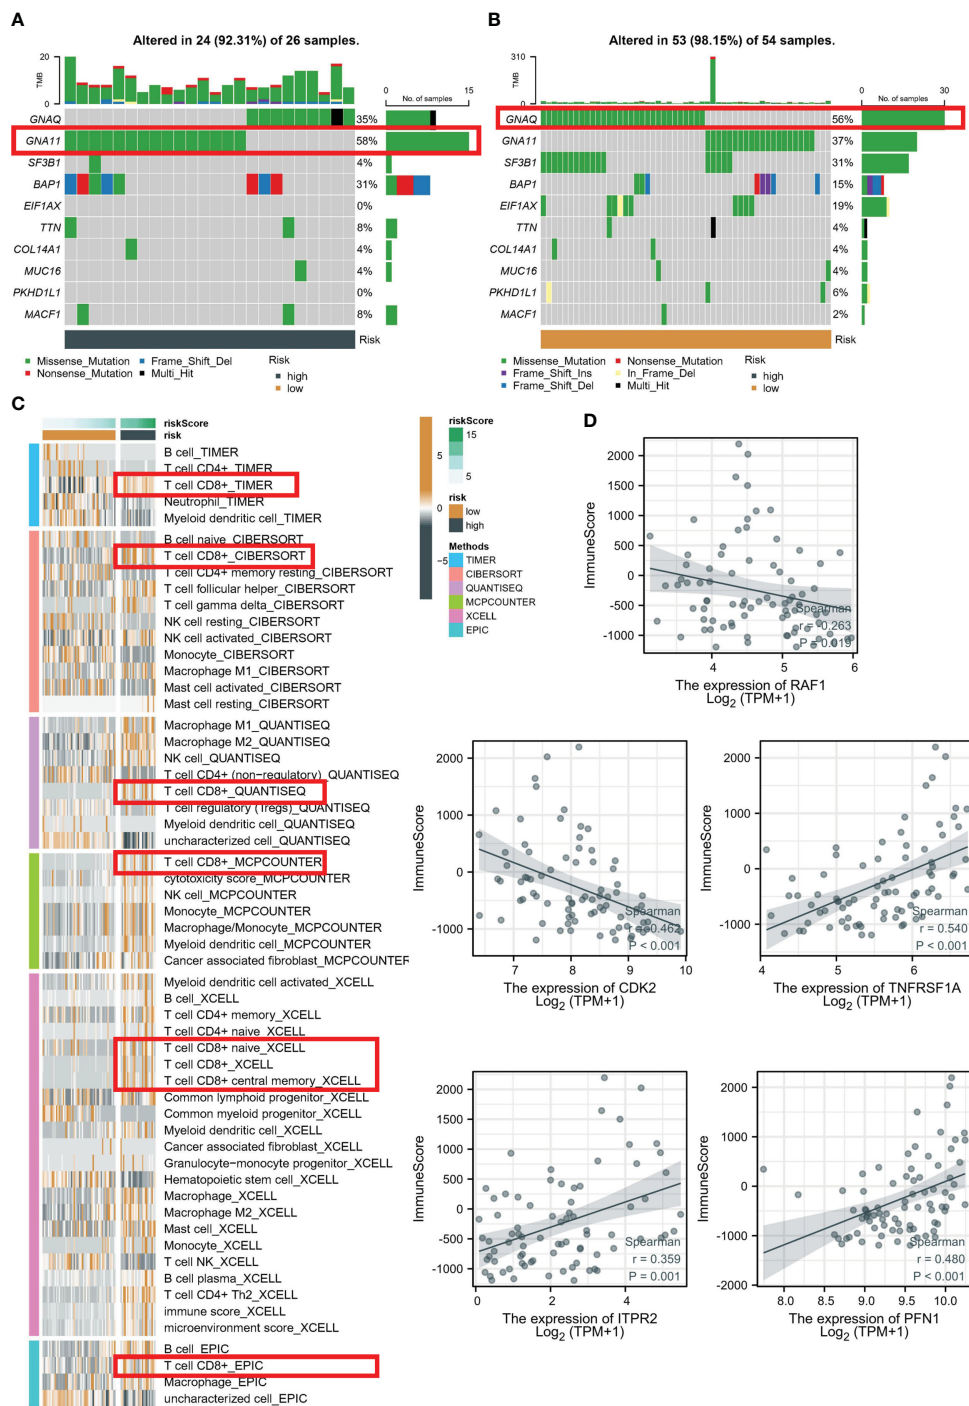 A
Altered in 24 (92.31%) of 26 samples.
20
10
0
TMB
0 15
No. of samples
GNAQ 35%
GNA11 58%
SF3B1 4%
BAP1 31%
EIF1AX 0%
TTN 8%
COL14A1 4%
MUC16 4%
PKHD1L1 0%
MACF1 8%
Risk
Missense_Mutation
Nonsense_Mutation
Frame_Shift_Del
Multi_Hit
Risk
high
low
B
Altered in 53 (98.15%) of 54 samples.
310
0
TMB
0 30
No. of samples
GNAQ 56%
GNA11 37%
SF3B1 31%
BAP1 15%
EIF1AX 19%
TTN 4%
COL14A1 4%
MUC16 4%
PKHD1L1 6%
MACF1 2%
Risk
Missense_Mutation
Frame_Shift_Ins
Frame_Shift_Del
Nonsense_Mutation
In_Frame_Del
Multi_Hit
Risk
high
low
C
riskScore
risk
B cell_TIMER
T cell CD4+_TIMER
T cell CD8+_TIMER
Neutrophil_TIMER
Myeloid dendritic cell_TIMER
B cell naive_CIBERSORT
T cell CD8+_CIBERSORT
T cell CD4+ memory resting_CIBERSORT
T cell follicular helper_CIBERSORT
T cell gamma delta_CIBERSORT
NK cell resting_CIBERSORT
NK cell activated_CIBERSORT
Monocyte_CIBERSORT
Macrophage M1_CIBERSORT
Mast cell activated_CIBERSORT
Mast cell resting_CIBERSORT
Macrophage M1_QUANTISEQ
Macrophage M2_QUANTISEQ
NK cell_QUANTISEQ
T cell CD4+ (non-regulatory)_QUANTISEQ
T cell CD8+_QUANTISEQ
T cell regulatory (Tregs)_QUANTISEQ
Myeloid dendritic cell_QUANTISEQ
uncharacterized cell_QUANTISEQ
T cell CD8+_MCPCOUNTER
cytotoxicity score_MCPCOUNTER
NK cell_MCPCOUNTER
Monocyte_MCPCOUNTER
Macrophage/Monocyte_MCPCOUNTER
Myeloid dendritic cell_MCPCOUNTER
Cancer associated fibroblast_MCPCOUNTER
Myeloid dendritic cell activated_XCELL
B cell_XCELL
T cell CD4+ memory_XCELL
T cell CD4+ naive_XCELL
T cell CD8+ naive_XCELL
T cell CD8+_XCELL
T cell CD8+ central memory_XCELL
Common lymphoid progenitor_XCELL
Common myeloid progenitor_XCELL
Myeloid dendritic cell_XCELL
Cancer associated fibroblast_XCELL
Granulocyte-monocyte progenitor_XCELL
Hematopoietic stem cell_XCELL
Macrophage_XCELL
Macrophage M2_XCELL
Mast cell_XCELL
Monocyte_XCELL
T cell NK_XCELL
B cell plasma_XCELL
T cell CD4+ Th2_XCELL
immune score_XCELL
microenvironment score_XCELL
B cell_EPIC
T cell CD8+_EPIC
Macrophage_EPIC
uncharacterized cell_EPIC
5
0
-5
riskScore
15
5
risk
low
high
Methods
TIMER
CIBERSORT
QUANTISEQ
MCPCOUNTER
XCELL
EPIC
D
2000
1500
1000
500
0
-500
-1000
ImmuneScore
Spearman
r = -0.263
P = 0.019
4 5 6
The expression of RAF1
Log2 (TPM+1)
2000
1000
0
-1000
ImmuneScore
Spearman
r = -0.462
P < 0.001
7 8 9 10
The expression of CDK2
Log2 (TPM+1)
2000
1000
0
-1000
ImmuneScore
Spearman
r = 0.540
P < 0.001
4 5 6
The expression of TNFRSF1A
Log2 (TPM+1)
2000
1500
1000
500
0
-500
-1000
ImmuneScore
Spearman
r = 0.359
P = 0.001
0 2 4
The expression of ITPR2
Log2 (TPM+1)
2000
1000
0
-1000
-2000
ImmuneScore
Spearman
r = 0.480
P < 0.001
8.0 8.5 9.0 9.5 10.0
The expression of PFN1
Log2 (TPM+1)